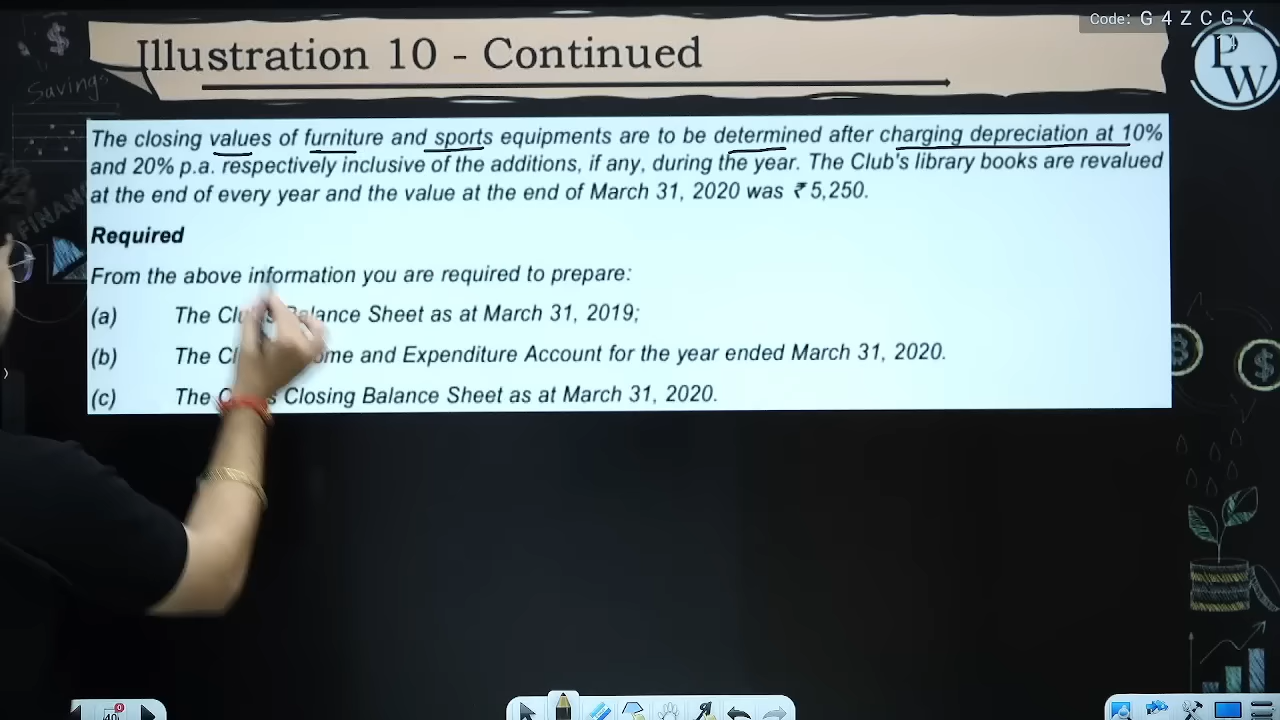 Code: G 4 Z C G X
Illustration 10 - Continued
P
W
Savings
The closing values of furniture and sports equipments are to be determined after charging depreciation at 10%
and 20% p.a. respectively inclusive of the additions, if any, during the year. The Club's library books are revalued
at the end of every year and the value at the end of March 31, 2020 was ₹ 5,250.
Required
From the above information you are required to prepare:
(a) The Balance Sheet as at March 31, 2019;
(b) The and Expenditure Account for the year ended March 31, 2020.
(c) The Closing Balance Sheet as at March 31, 2020.